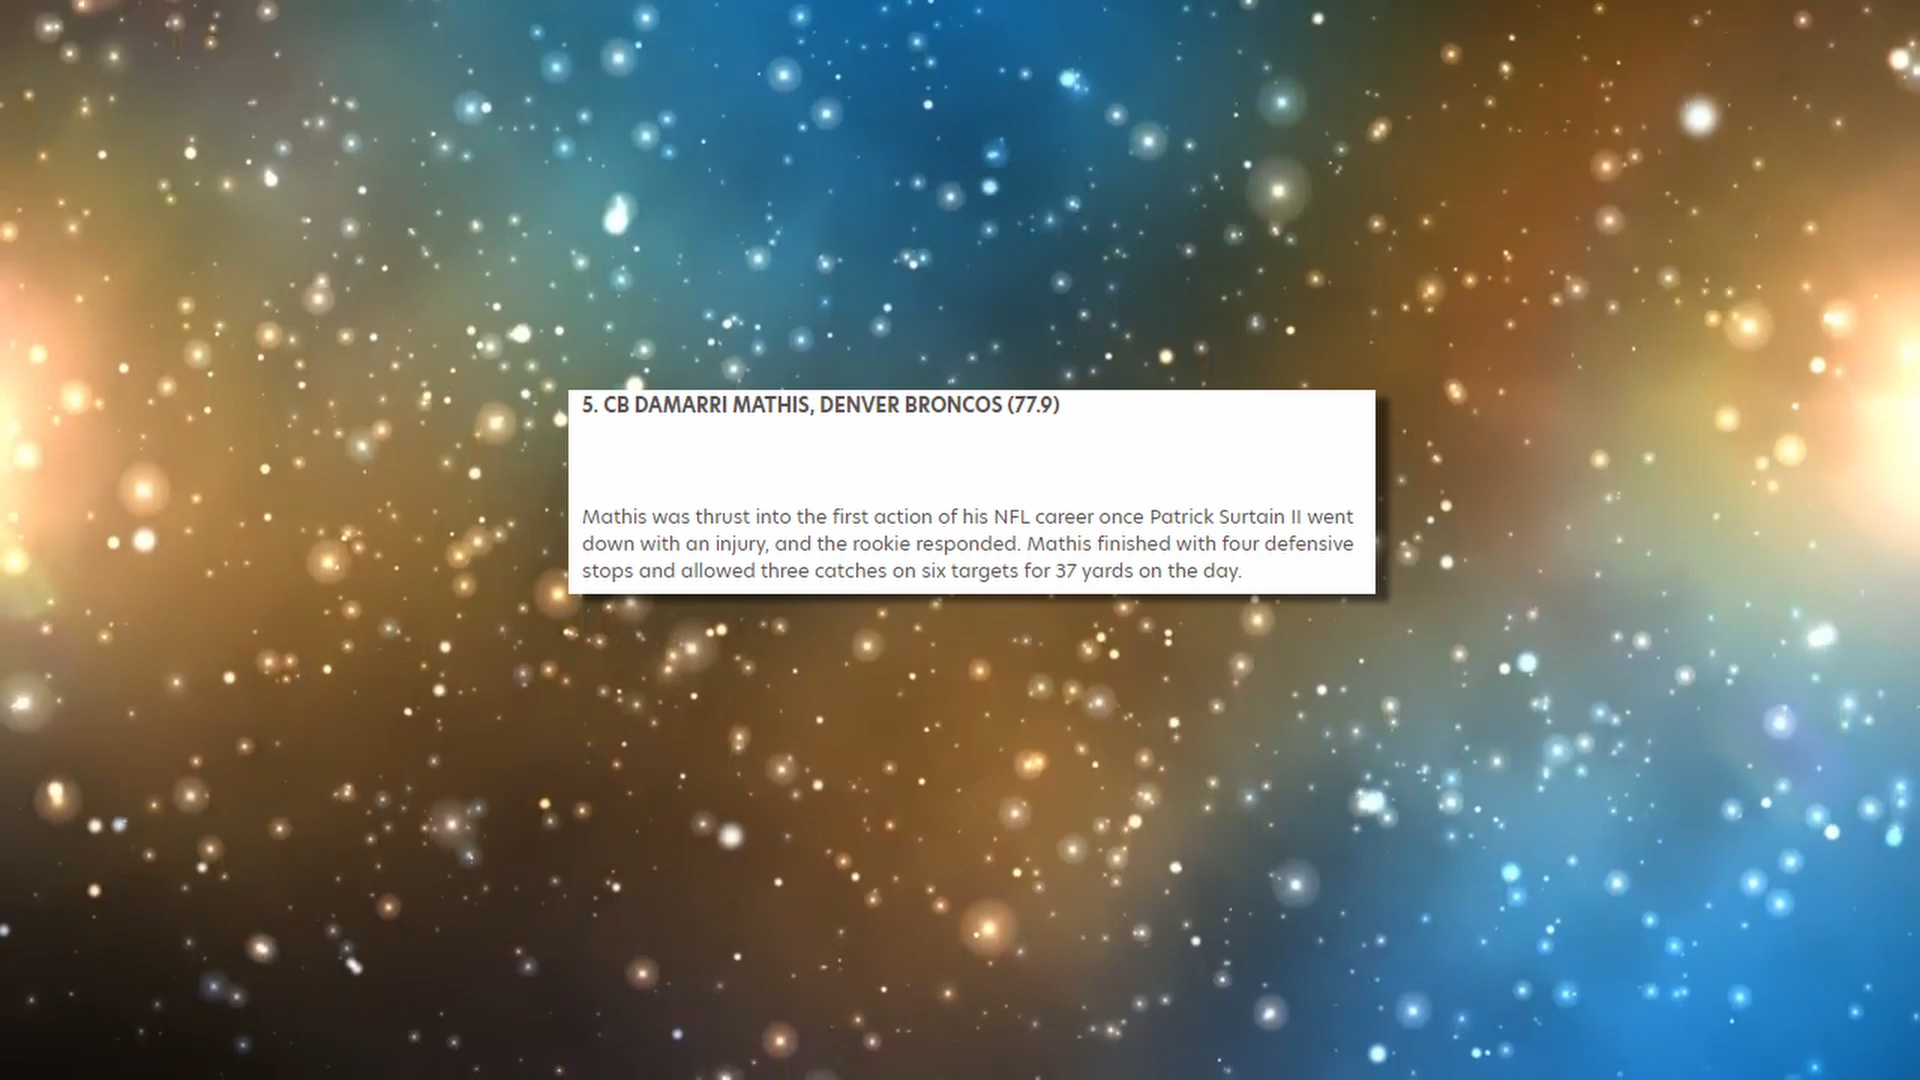 5. CB DAMARRI MATHIS, DENVER BRONCOS (77.9)
Mathis was thrust into the first action of his NFL career once Patrick Surtain II went
down with an injury, and the rookie responded. Mathis finished with four defensive
stops and allowed three catches on six targets for 37 yards on the day.